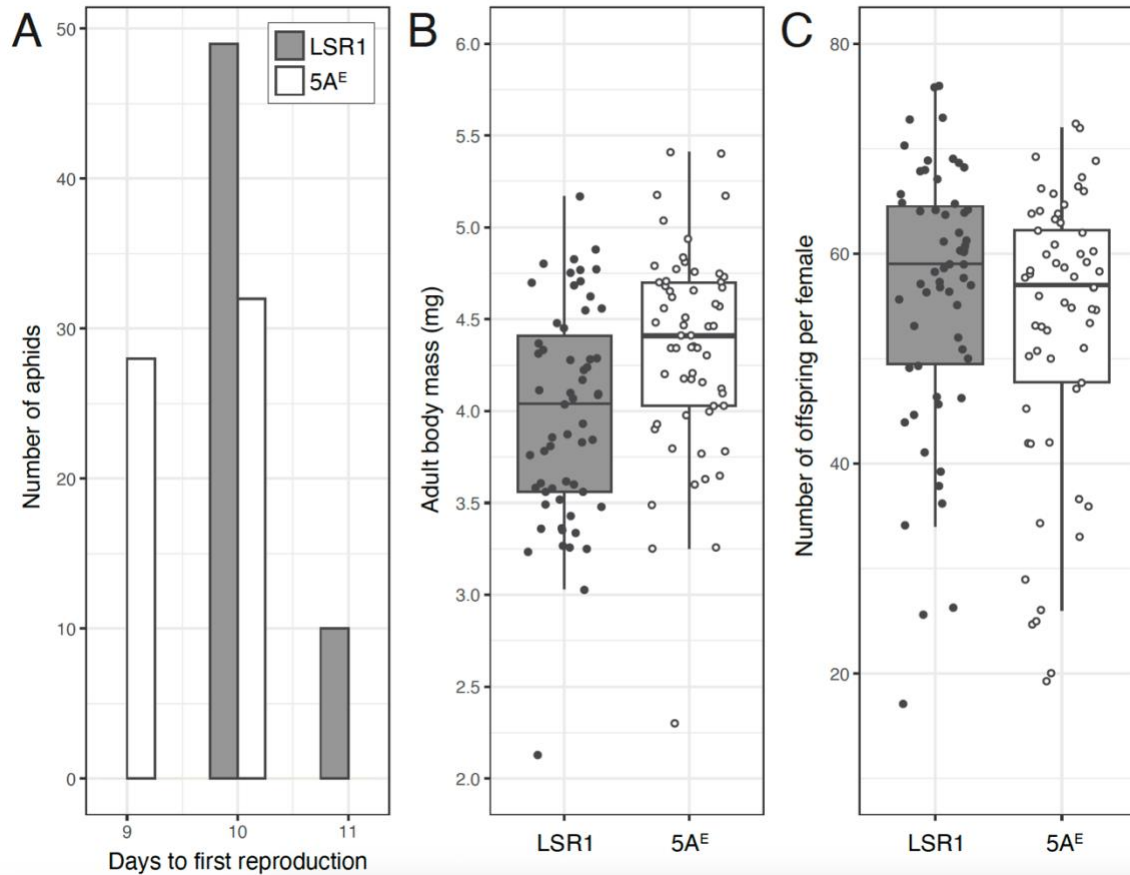 A
Number of aphids
50
40
30
20
10
0
LSR1
5Aᴱ
9 10 11
Days to first reproduction
B
Adult body mass (mg)
6.0
5.5
5.0
4.5
4.0
3.5
3.0
2.5
2.0
LSR1 5Aᴱ
C
Number of offspring per female
80
60
40
20
LSR1 5Aᴱ